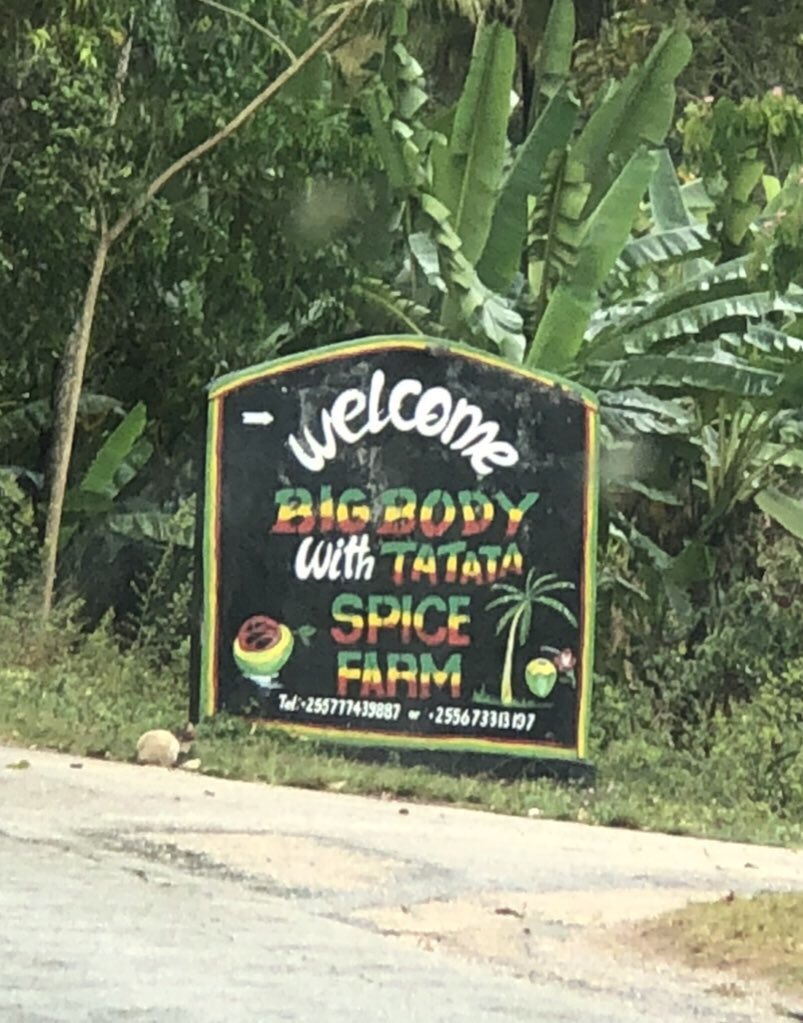 welcome
BIG BODY
with TATATA
SPICE
FARM
Tel: +255777439887 or +255673313197